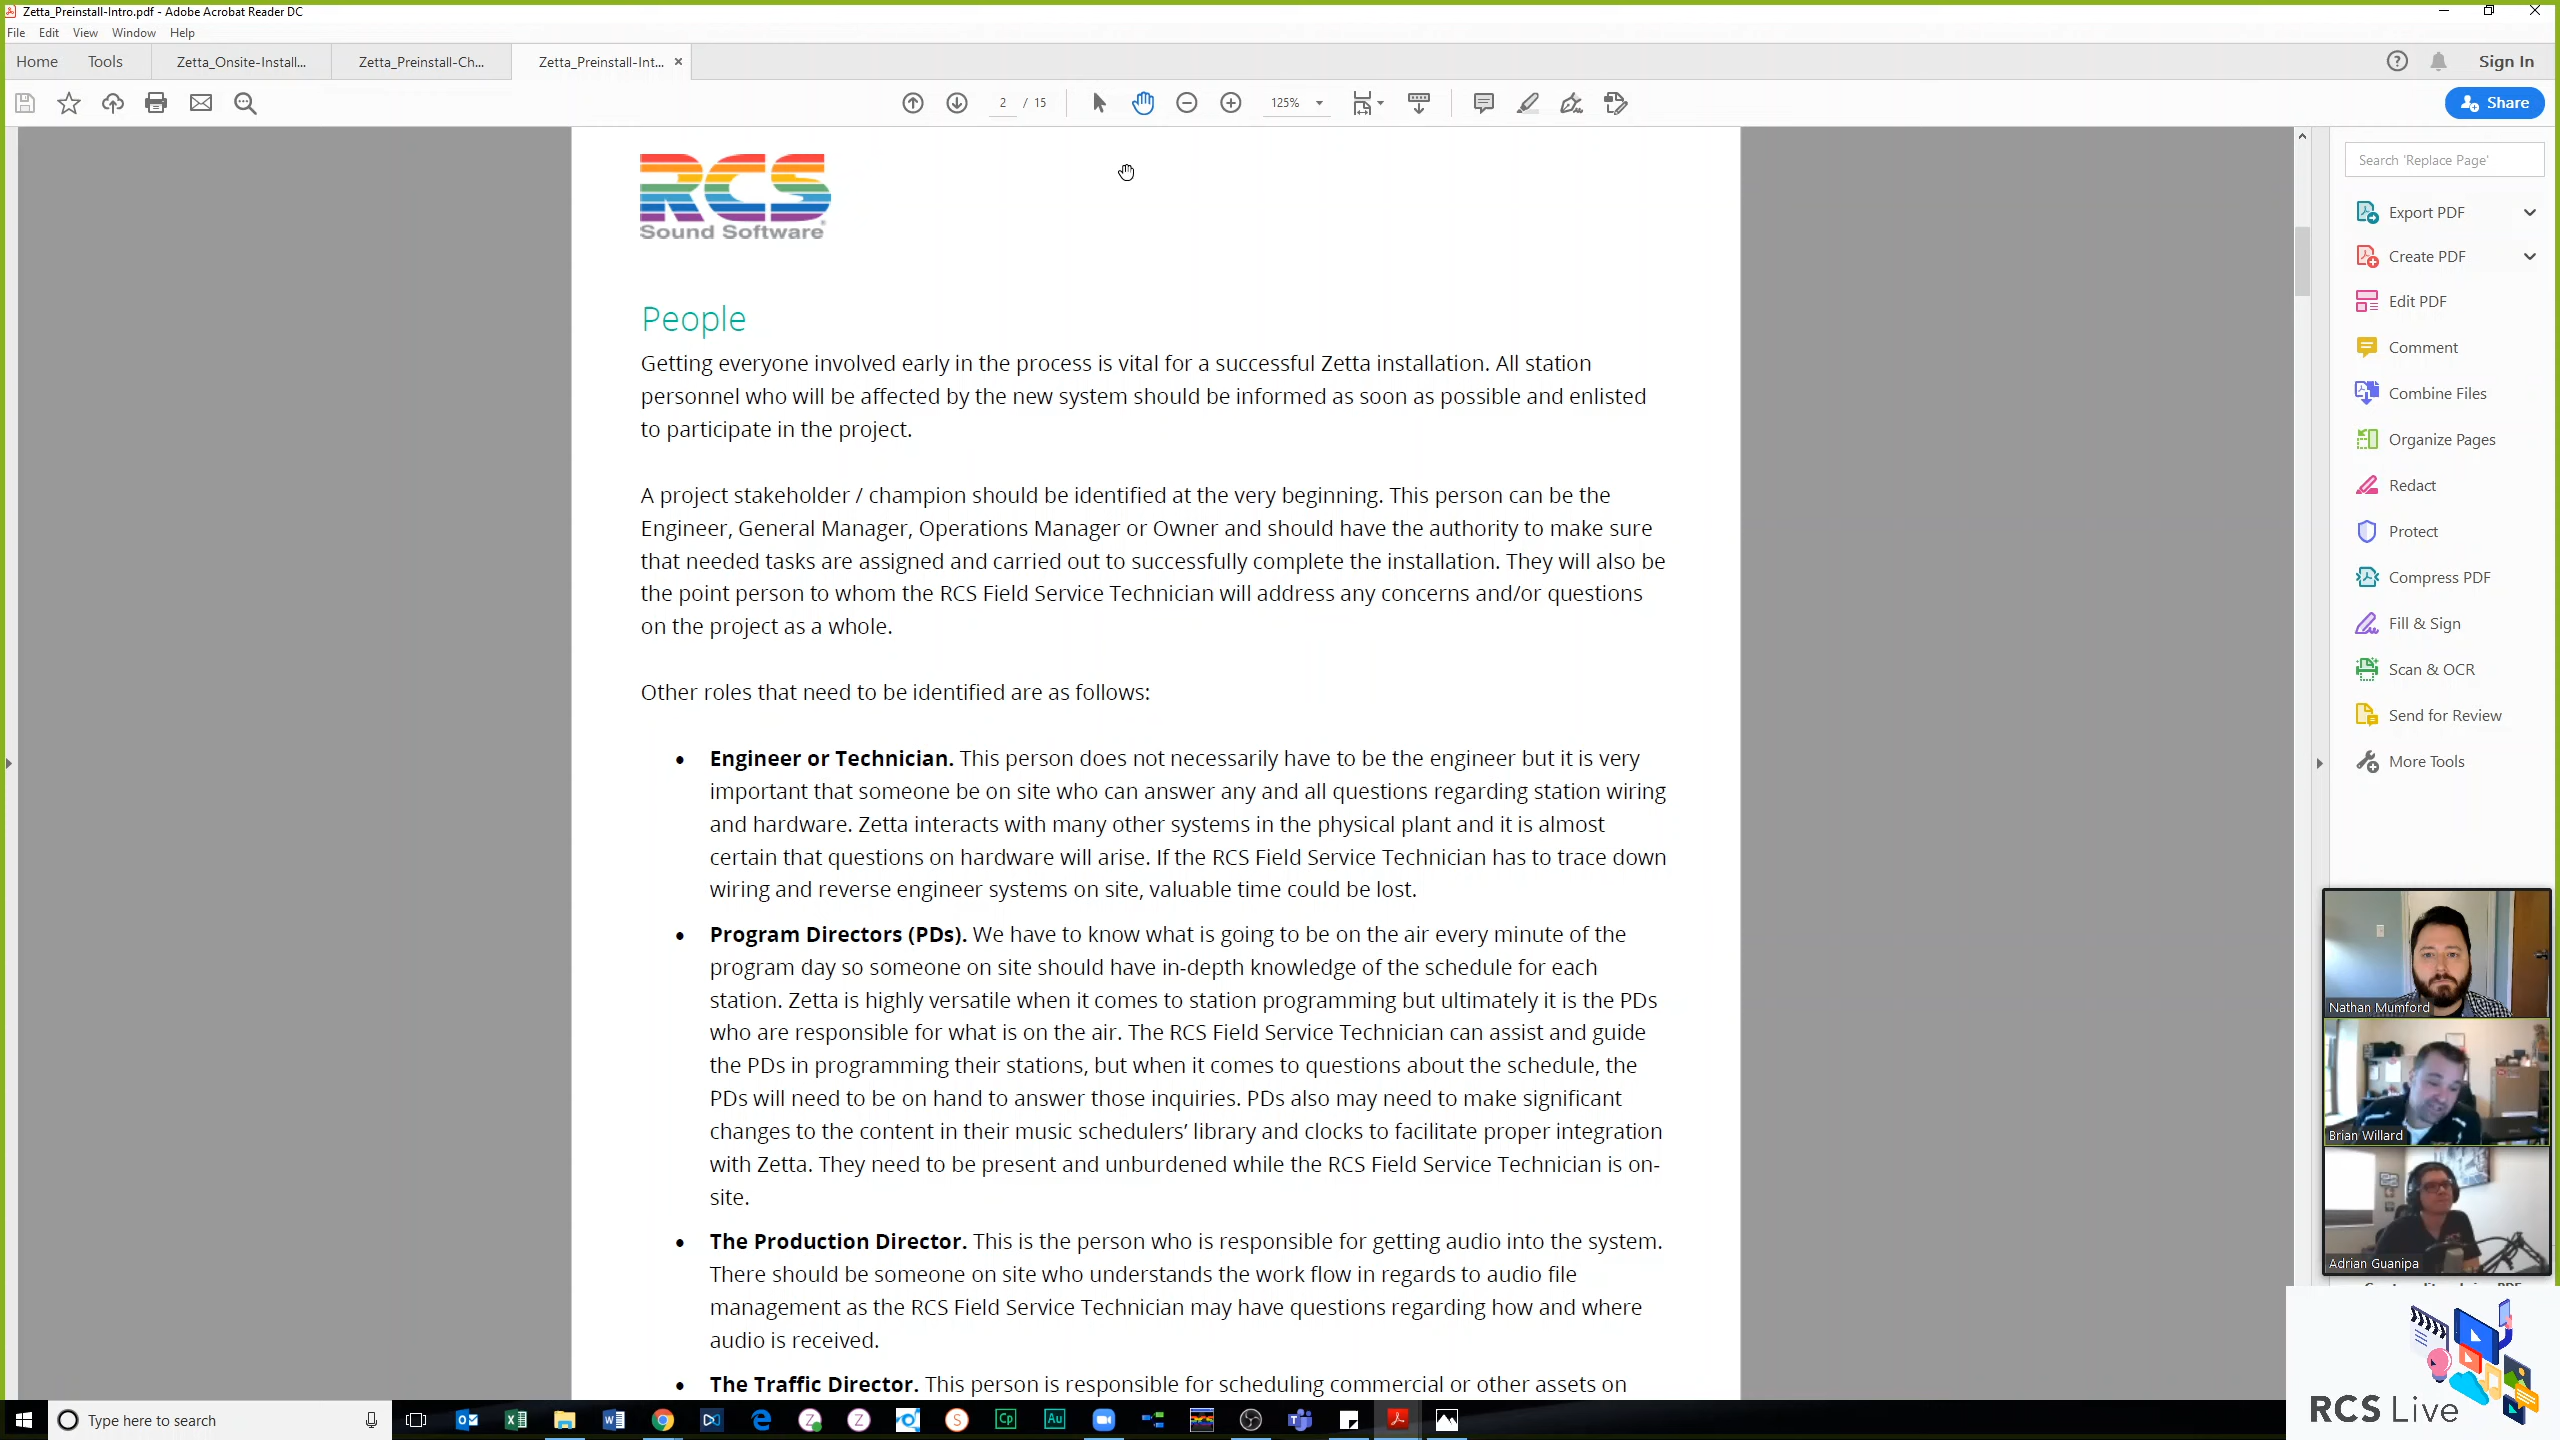 Zetta_Preinstall-Intro.pdf - Adobe Acrobat Reader DC
File Edit View Window Help
Home Tools Zetta_Onsite-Install... Zetta_Preinstall-Ch... Zetta_Preinstall-Int... × Sign In
2 / 15 125% Share
RCS
Sound Software
Search 'Replace Page'
Export PDF
Create PDF
Edit PDF
Comment
Combine Files
Organize Pages
Redact
Protect
Compress PDF
Fill & Sign
Scan & OCR
Send for Review
More Tools
People
Getting everyone involved early in the process is vital for a successful Zetta installation. All station
personnel who will be affected by the new system should be informed as soon as possible and enlisted
to participate in the project.
A project stakeholder / champion should be identified at the very beginning. This person can be the
Engineer, General Manager, Operations Manager or Owner and should have the authority to make sure
that needed tasks are assigned and carried out to successfully complete the installation. They will also be
the point person to whom the RCS Field Service Technician will address any concerns and/or questions
on the project as a whole.
Other roles that need to be identified are as follows:
• Engineer or Technician. This person does not necessarily have to be the engineer but it is very
important that someone be on site who can answer any and all questions regarding station wiring
and hardware. Zetta interacts with many other systems in the physical plant and it is almost
certain that questions on hardware will arise. If the RCS Field Service Technician has to trace down
wiring and reverse engineer systems on site, valuable time could be lost.
• Program Directors (PDs). We have to know what is going to be on the air every minute of the
program day so someone on site should have in-depth knowledge of the schedule for each
station. Zetta is highly versatile when it comes to station programming but ultimately it is the PDs
who are responsible for what is on the air. The RCS Field Service Technician can assist and guide
the PDs in programming their stations, but when it comes to questions about the schedule, the
PDs will need to be on hand to answer those inquiries. PDs also may need to make significant
changes to the content in their music schedulers' library and clocks to facilitate proper integration
with Zetta. They need to be present and unburdened while the RCS Field Service Technician is on-
site.
• The Production Director. This is the person who is responsible for getting audio into the system.
There should be someone on site who understands the work flow in regards to audio file
management as the RCS Field Service Technician may have questions regarding how and where
audio is received.
• The Traffic Director. This person is responsible for scheduling commercial or other assets on
Nathan Mumford
Brian Willard
Adrian Guanipa
RCS Live
Type here to search